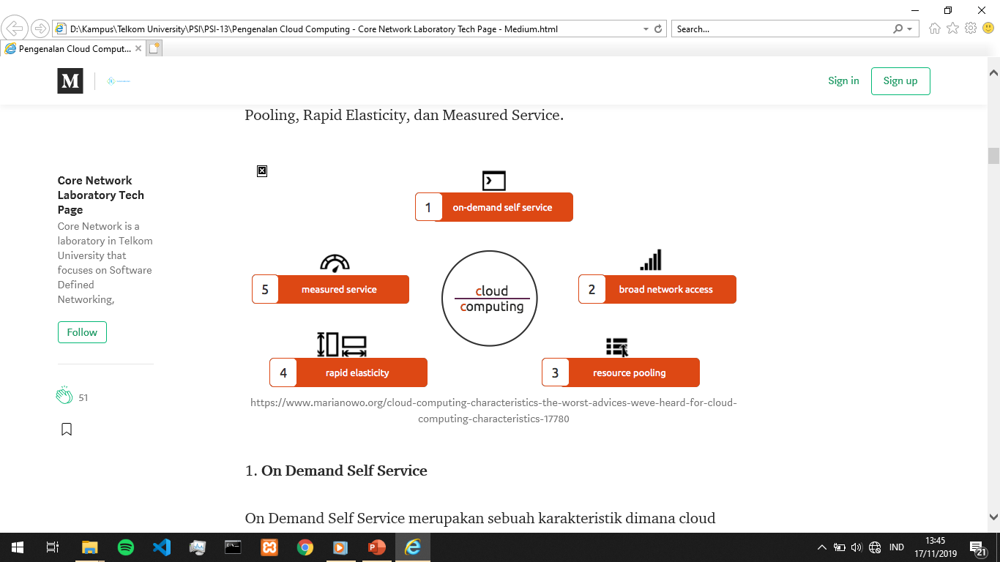 D:\Kampus\Telkom University\PSI\PSI-13\Pengenalan Cloud Computing - Core Network Laboratory Tech Page - Medium.html
Search...
Pengenalan Cloud Comput...
M
Sign in
Sign up
Pooling, Rapid Elasticity, dan Measured Service.
Core Network
Laboratory Tech
Page
Core Network is a
laboratory in Telkom
University that
focuses on Software
Defined
Networking,
Follow
51
1 on-demand self service
5 measured service
cloud
computing
2 broad network access
4 rapid elasticity
3 resource pooling
https://www.marianowo.org/cloud-computing-characteristics-the-worst-advices-weve-heard-for-cloud-
computing-characteristics-17780
1. On Demand Self Service
On Demand Self Service merupakan sebuah karakteristik dimana cloud
IND
13:45
17/11/2019
21